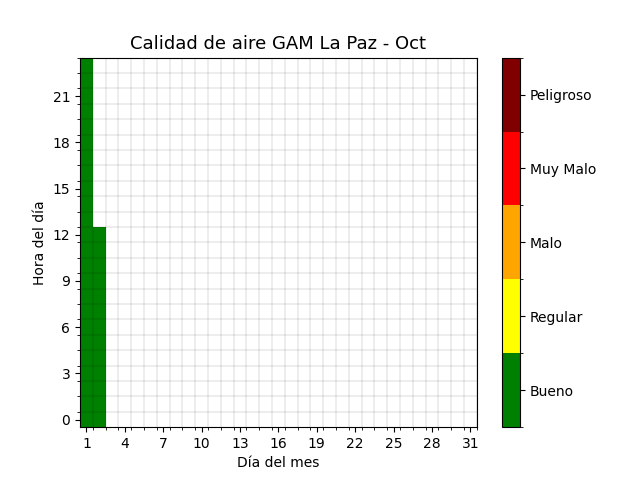 Calidad de aire GAM La Paz - Oct
Hora del día
21
18
15
12
9
6
3
0
1 4 7 10 13 16 19 22 25 28 31
Día del mes
Peligroso
Muy Malo
Malo
Regular
Bueno